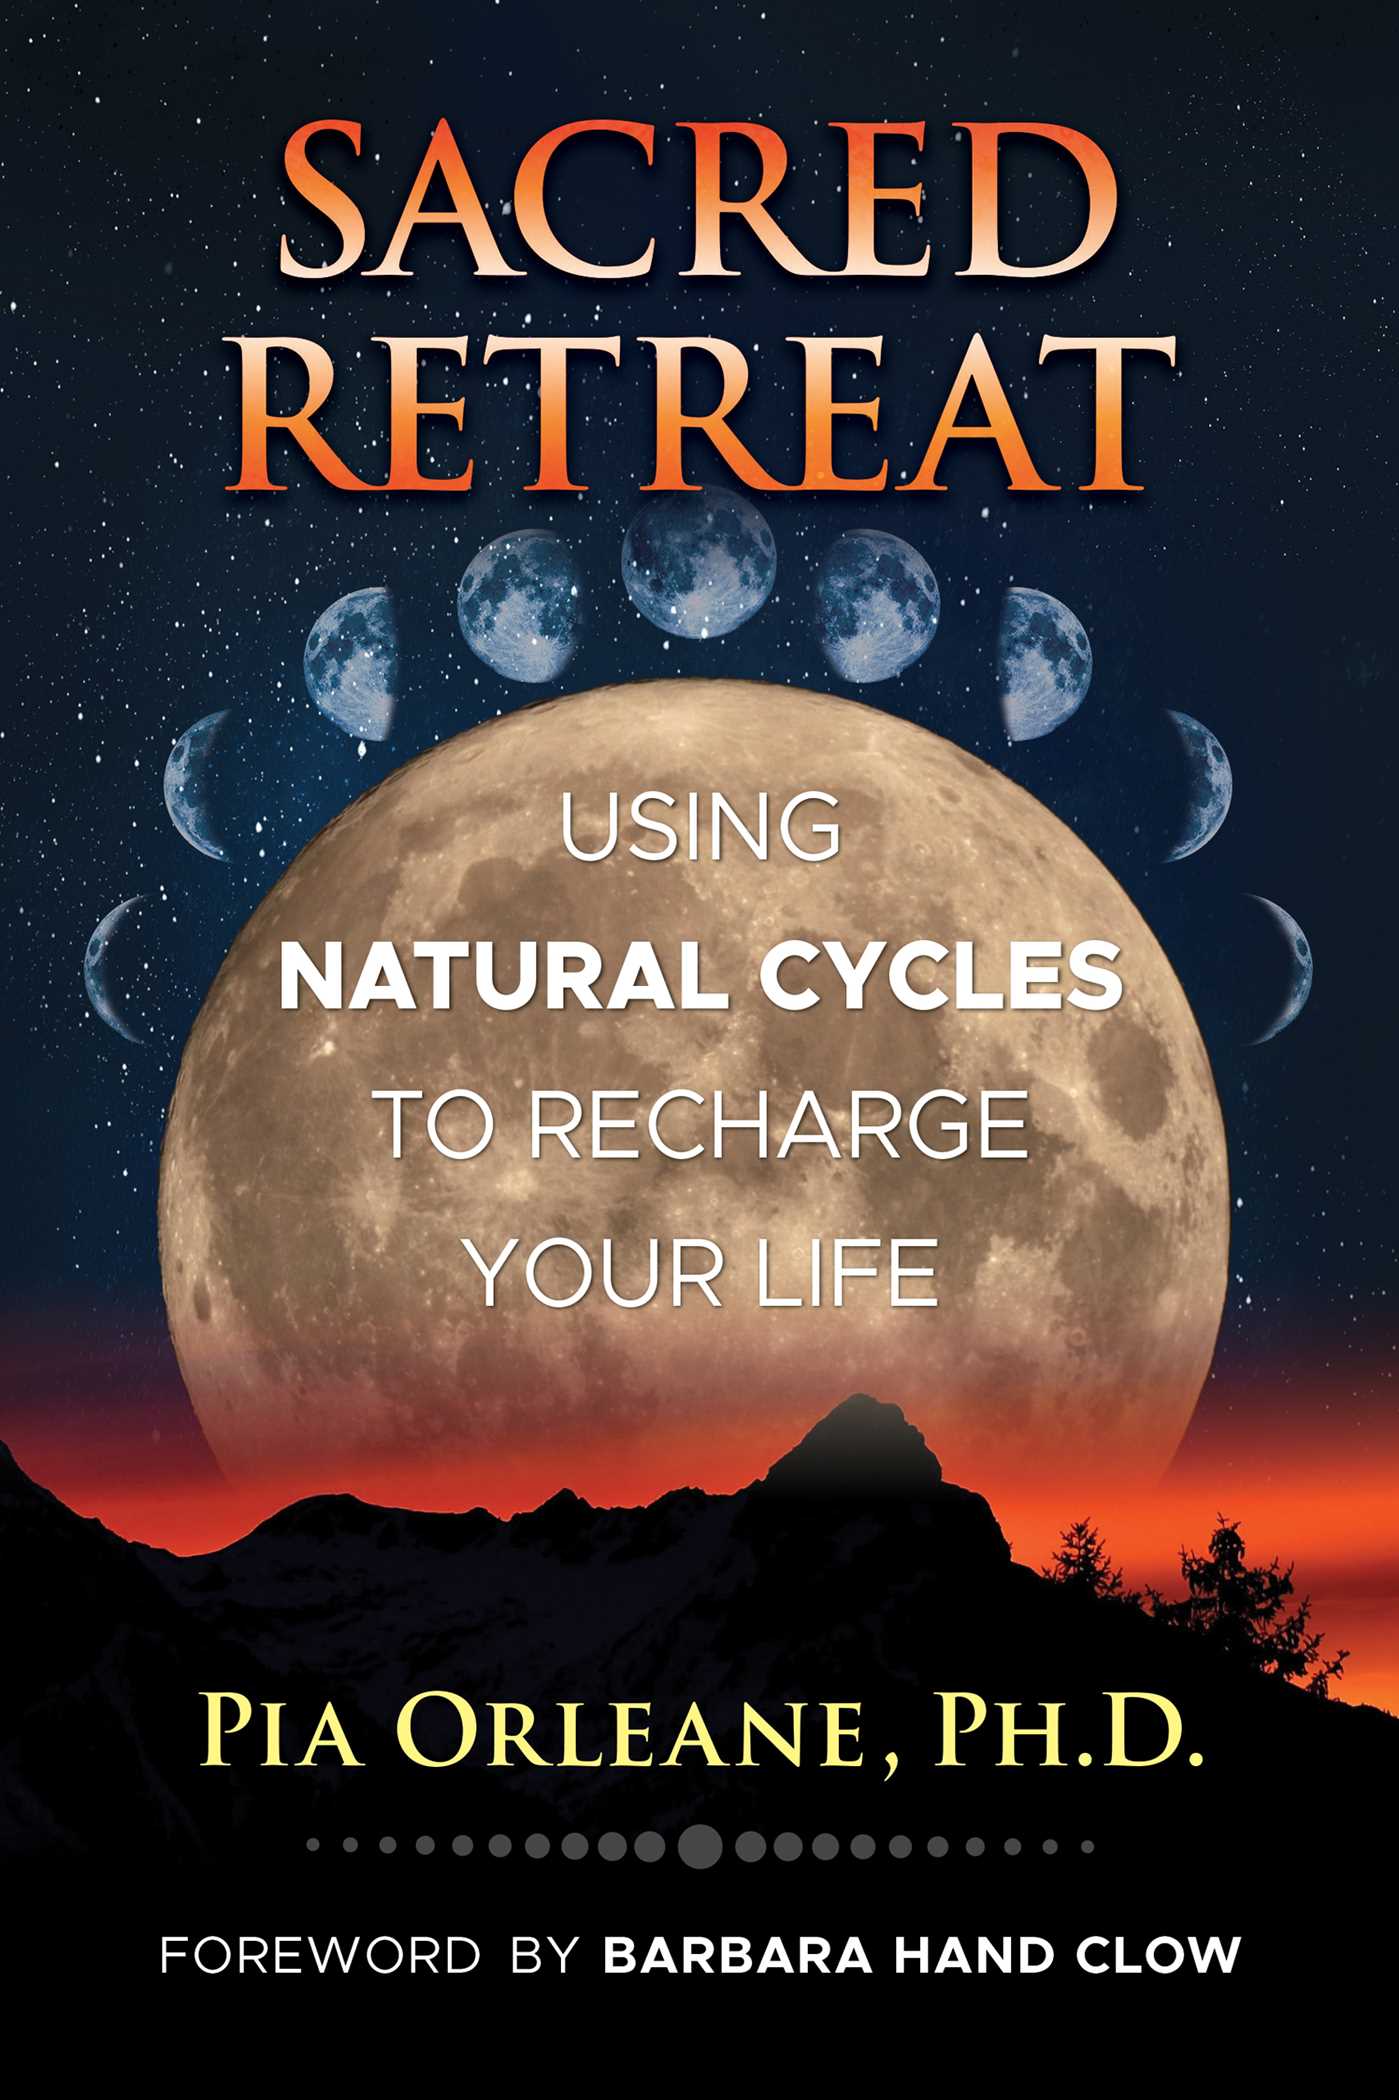 SACRED
RETREAT
USING
NATURAL CYCLES
TO RECHARGE
YOUR LIFE
PIA ORLEANE, PH.D.
FOREWORD BY BARBARA HAND CLOW